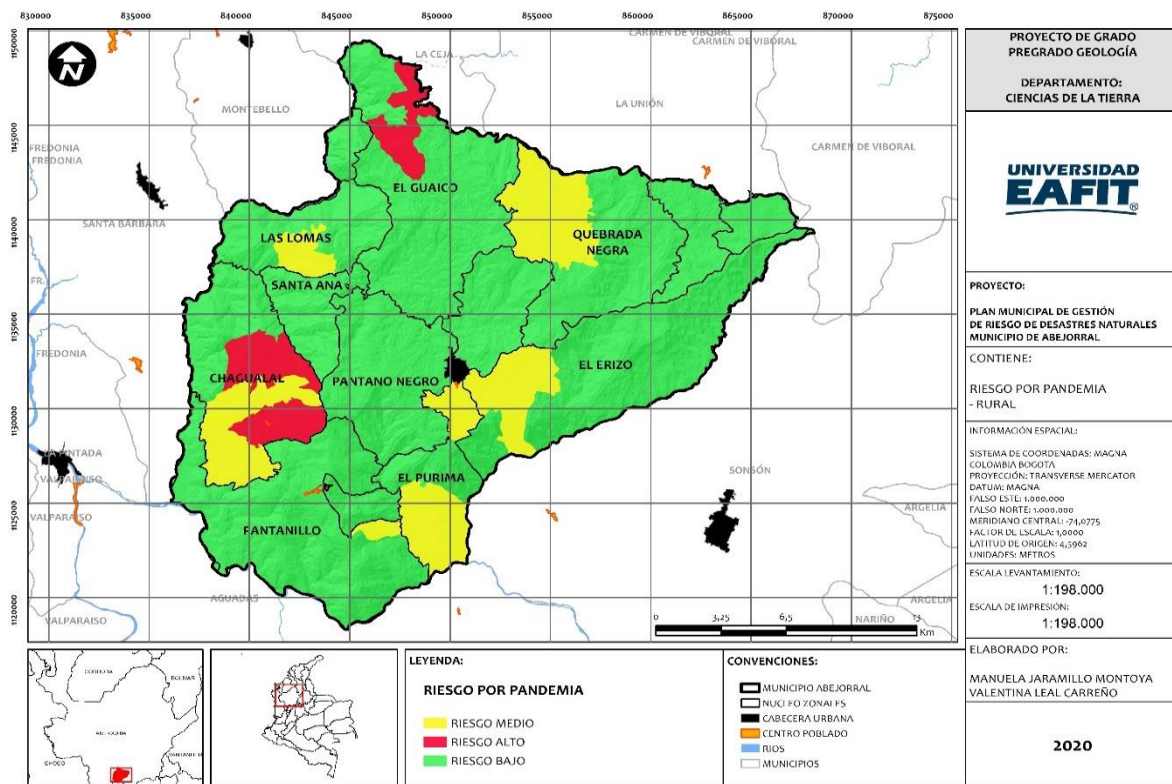 830000 835000 840000 845000 850000 855000 860000 865000 870000 875000
1150000
1145000
1140000
1135000
1130000
1125000
1120000
N
CARMEN DE VIBORAL
CARMEN DE VIBORAL
LA CEJA
MONTEBELLO
LA UNIÓN
FREDONIA
FREDONIA
CARMEN DE VIBORAL
EL GUAICO
SANTA BÁRBARA
LAS LOMAS
QUEBRADA
NEGRA
FR.
SANTA ANA
FREDONIA
CHAGUALAL
PANTANO NEGRO
EL ERIZO
LA PINTADA
VALPARAISO
SONSÓN
EL PURIMA
VALPARAISO
ARGELIA
PANTANILLO
AGUADAS
ARGELIA
VALPARAISO
NARIÑO
0 3,25 6,5 13
Km
PROYECTO DE GRADO
PREGRADO GEOLOGÍA
DEPARTAMENTO:
CIENCIAS DE LA TIERRA
UNIVERSIDAD
EAFIT®
PROYECTO:
PLAN MUNICIPAL DE GESTIÓN
DE RIESGO DE DESASTRES NATURALES
MUNICIPIO DE ABEJORRAL
CONTIENE:
RIESGO POR PANDEMIA
- RURAL
INFORMACIÓN ESPACIAL:
SISTEMA DE COORDENADAS: MAGNA
COLOMBIA BOGOTA
PROYECCIÓN: TRANSVERSE MERCATOR
DATUM: MAGNA
FALSO ESTE: 1.000.000
FALSO NORTE: 1.000.000
MERIDIANO CENTRAL: -74,0775
FACTOR DE ESCALA: 1,0000
LATITUD DE ORIGEN: 4,5962
UNIDADES: METROS
ESCALA LEVANTAMIENTO:
1:198.000
ESCALA DE IMPRESIÓN:
1:198.000
ELABORADO POR:
MANUELA JARAMILLO MONTOYA
VALENTINA LEAL CARREÑO
2020
CORDOBA
BOLIVAR
ANTIOQUIA
CHOCO
LEYENDA:
RIESGO POR PANDEMIA
RIESGO MEDIO
RIESGO ALTO
RIESGO BAJO
CONVENCIONES:
MUNICIPIO ABEJORRAL
NUCLEO ZONALES
CABECERA URBANA
CENTRO POBLADO
RIOS
MUNICIPIOS